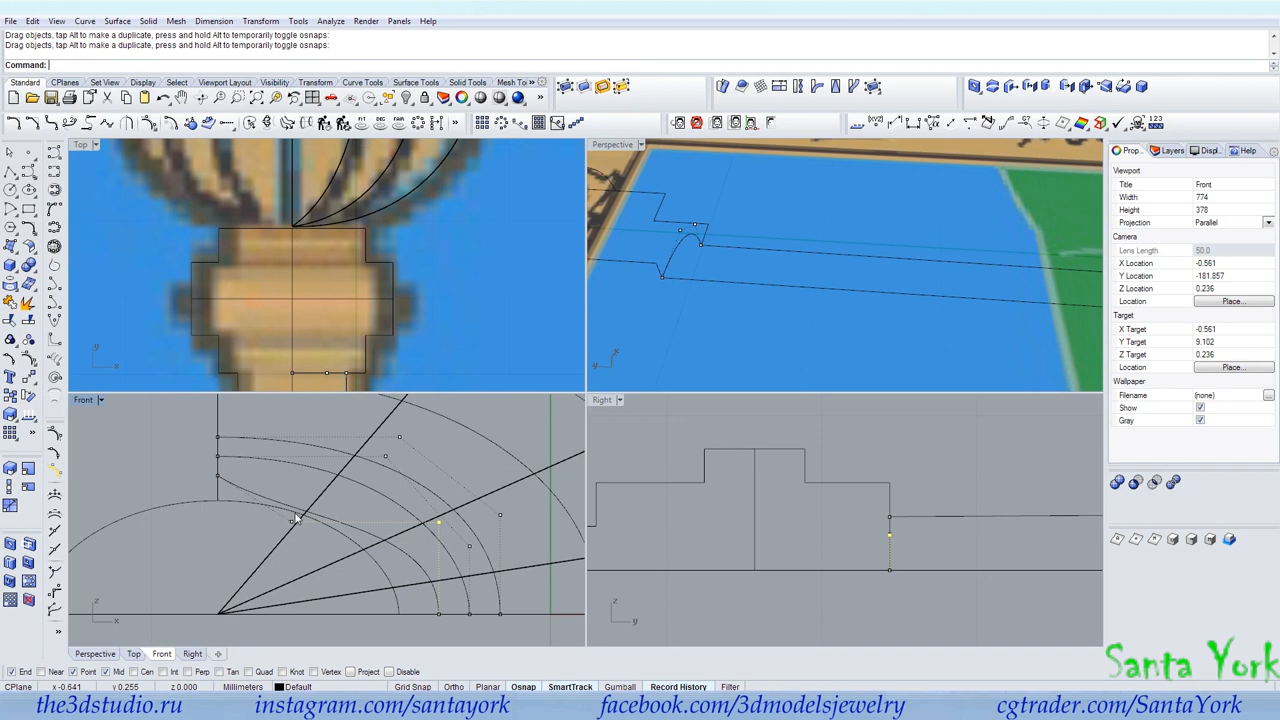 File Edit View Curve Surface Solid Mesh Dimension Transform Tools Analyze Render Panels Help
Drag objects, tap Alt to make a duplicate, press and hold Alt to temporarily toggle osnaps:
Drag objects, tap Alt to make a duplicate, press and hold Alt to temporarily toggle osnaps:
Command:
Standard CPlanes Set View Display Select Viewport Layout Visibility Transform Curve Tools Surface Tools Solid Tools Mesh To
Top Perspective
Prop... Layers Displ... Help
Viewport
Title Front
Width 774
Height 378
Projection Parallel
Camera
Lens Length 50.0
X Location -0.561
Y Location -181.857
Z Location 0.236
Location Place...
Target
X Target -0.561
Y Target 9.102
Z Target 0.236
Location Place...
Wallpaper
Filename (none) ...
Show
Gray
y x
y x
Front Right
z x
z y
Perspective Top Front Right
End Near Point Mid Cen Int Perp Tan Quad Knot Vertex Project Disable
CPlane x -0.641 y 0.255 z 0.000 Millimeters Default Grid Snap Ortho Planar Osnap SmartTrack Gumball Record History Filter
Santa York
the3dstudio.ru instagram.com/santayork facebook.com/3dmodelsjewelry cgtrader.com/SantaYork